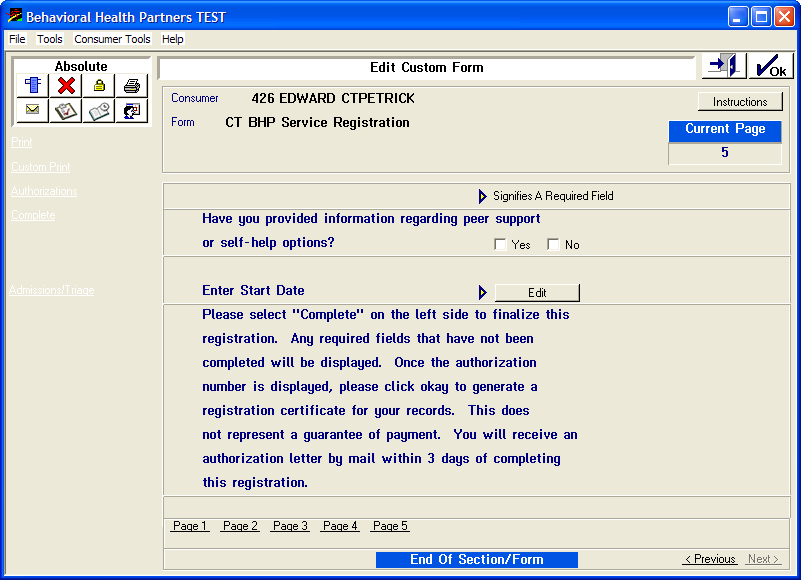 Behavioral Health Partners TEST
File Tools Consumer Tools Help
Absolute
Edit Custom Form
Ok
Consumer 426 EDWARD CTPETRICK
Instructions
Form CT BHP Service Registration
Current Page
5
Print
Custom Print
Authorizations
Complete
Admissions/Triage
Signifies A Required Field
Have you provided information regarding peer support
or self-help options?
Yes No
Enter Start Date
Edit
Please select "Complete" on the left side to finalize this
registration. Any required fields that have not been
completed will be displayed. Once the authorization
number is displayed, please click okay to generate a
registration certificate for your records. This does
not represent a guarantee of payment. You will receive an
authorization letter by mail within 3 days of completing
this registration.
Page 1 Page 2 Page 3 Page 4 Page 5
End Of Section/Form
< Previous Next >